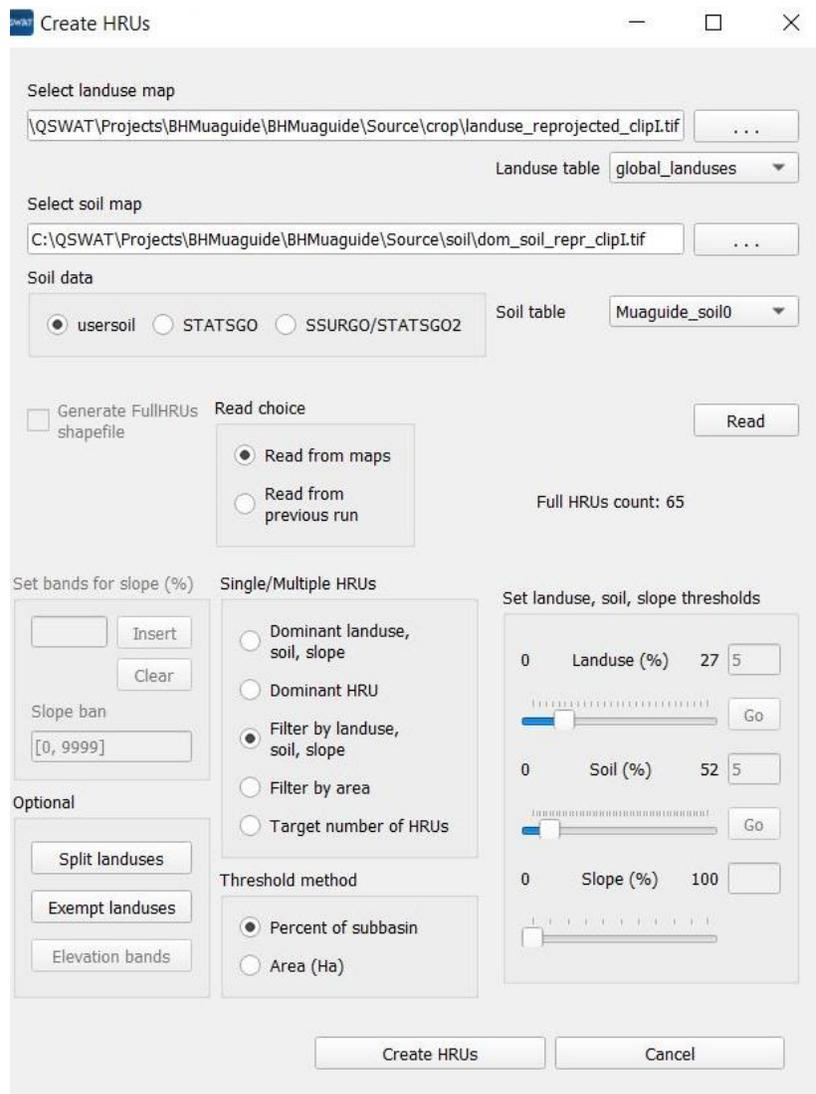 QSWAT Create HRUs
Select landuse map
\QSWAT\Projects\BHMuaguide\BHMuaguide\Source\crop\landuse_reprojected_clipI.tif ...
Landuse table global_landuses
Select soil map
C:\QSWAT\Projects\BHMuaguide\BHMuaguide\Source\soil\dom_soil_repr_clipI.tif ...
Soil data
usersoil STATSGO SSURGO/STATSGO2
Soil table Muaguide_soil0
Generate FullHRUs
shapefile
Read choice
Read from maps
Read from
previous run
Read
Full HRUs count: 65
Set bands for slope (%)
Insert
Clear
Slope ban
[0, 9999]
Optional
Split landuses
Exempt landuses
Elevation bands
Single/Multiple HRUs
Dominant landuse,
soil, slope
Dominant HRU
Filter by landuse,
soil, slope
Filter by area
Target number of HRUs
Threshold method
Percent of subbasin
Area (Ha)
Set landuse, soil, slope thresholds
0 Landuse (%) 27 5
Go
0 Soil (%) 52 5
Go
0 Slope (%) 100
Create HRUs Cancel